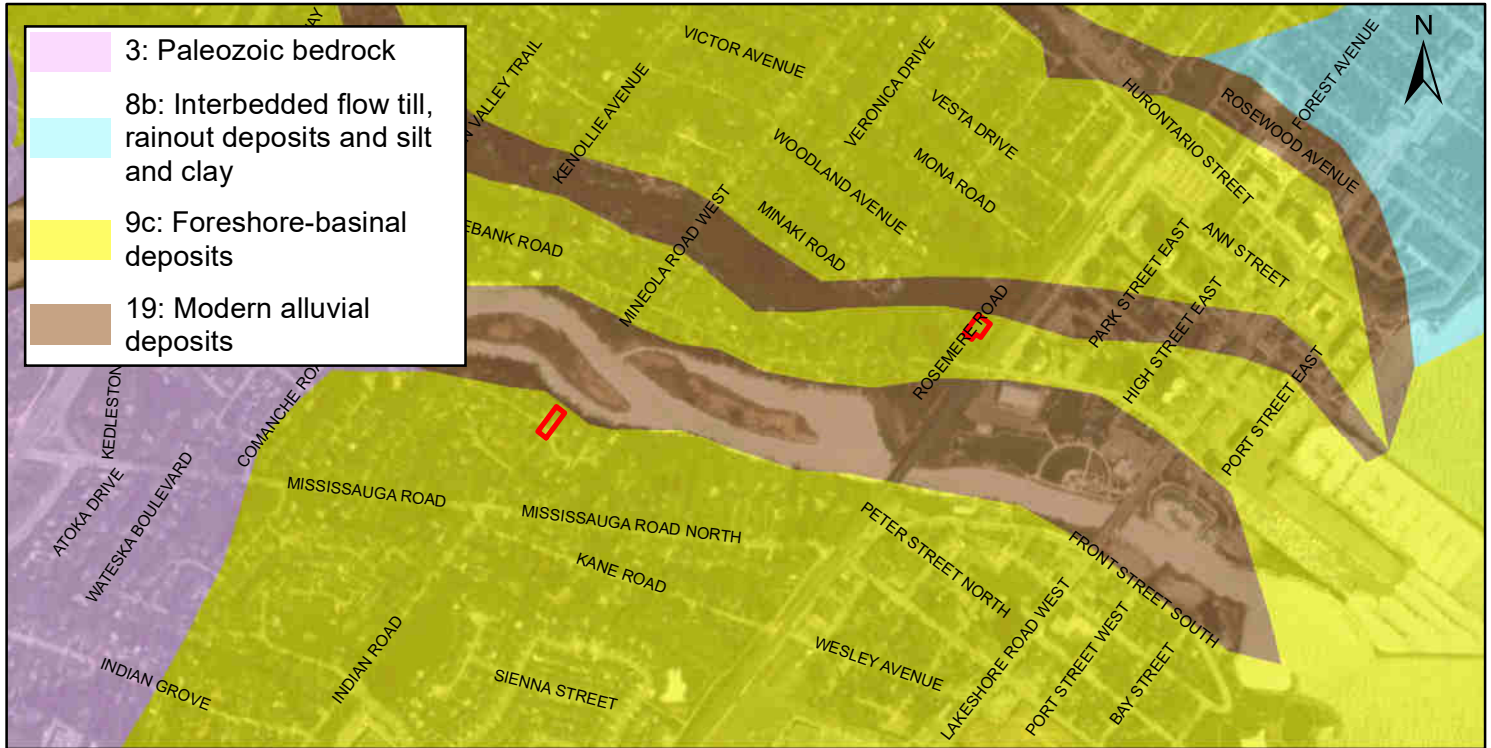 3: Paleozoic bedrock
8b: Interbedded flow till,
rainout deposits and silt
and clay
9c: Foreshore-basinal
deposits
19: Modern alluvial
deposits
N
VICTOR AVENUE
VALLEY TRAIL
KENOLLIE AVENUE
VERONICA DRIVE
VESTA DRIVE
WOODLAND AVENUE
MONA ROAD
MINAKI ROAD
HURONTARIO STREET
ROSEWOOD AVENUE
FOREST AVENUE
EBANK ROAD
MINEOLA ROAD WEST
ANN STREET
PARK STREET EAST
HIGH STREET EAST
PORT STREET EAST
ROSEMERE ROAD
KEDLESTON
COMANCHE ROA
ATOKA DRIVE
WATESKA BOULEVARD
MISSISSAUGA ROAD
MISSISSAUGA ROAD NORTH
KANE ROAD
PETER STREET NORTH
FRONT STREET SOUTH
WESLEY AVENUE
LAKESHORE ROAD WEST
PORT STREET WEST
BAY STREET
INDIAN GROVE
INDIAN ROAD
SIENNA STREET